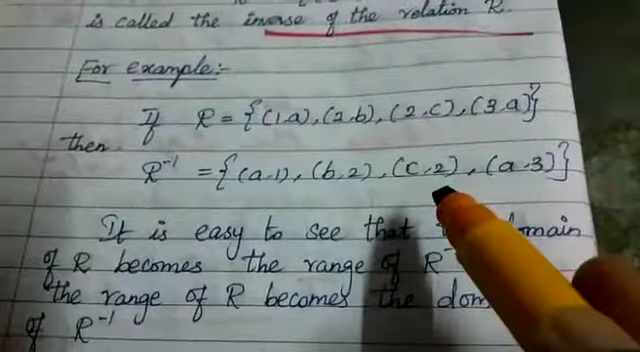 is called the inverse of the relation R.
For example:-
If R = {(1,a),(2,b),(2,c),(3,a)}
then
R⁻¹ = {(a,1),(b,2),(c,2),(a,3)}
It is easy to see that main
of R becomes the range of R⁻
the range of R becomes the dom
of R⁻¹